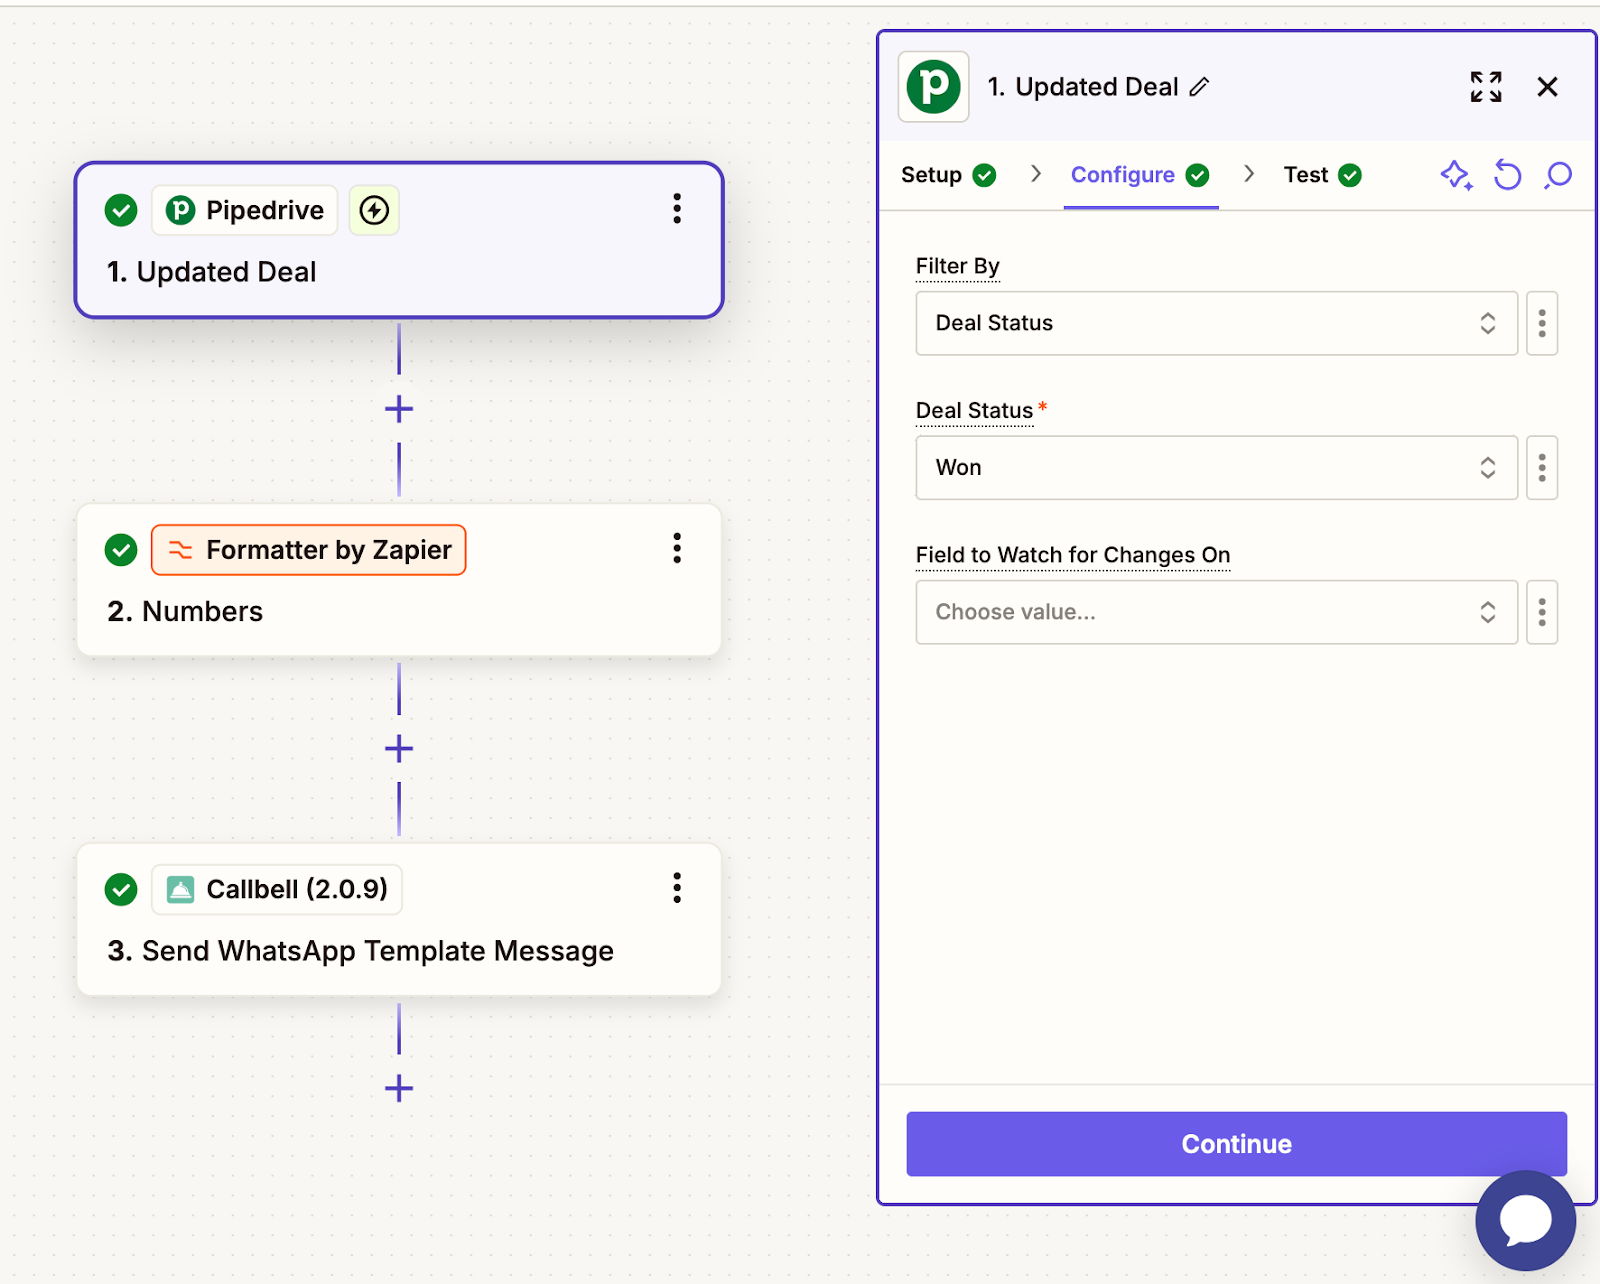 Pipedrive
1. Updated Deal
Formatter by Zapier
2. Numbers
Callbell (2.0.9)
3. Send WhatsApp Template Message
1. Updated Deal
Setup
Configure
Test
Filter By
Deal Status
Deal Status *
Won
Field to Watch for Changes On
Choose value...
Continue